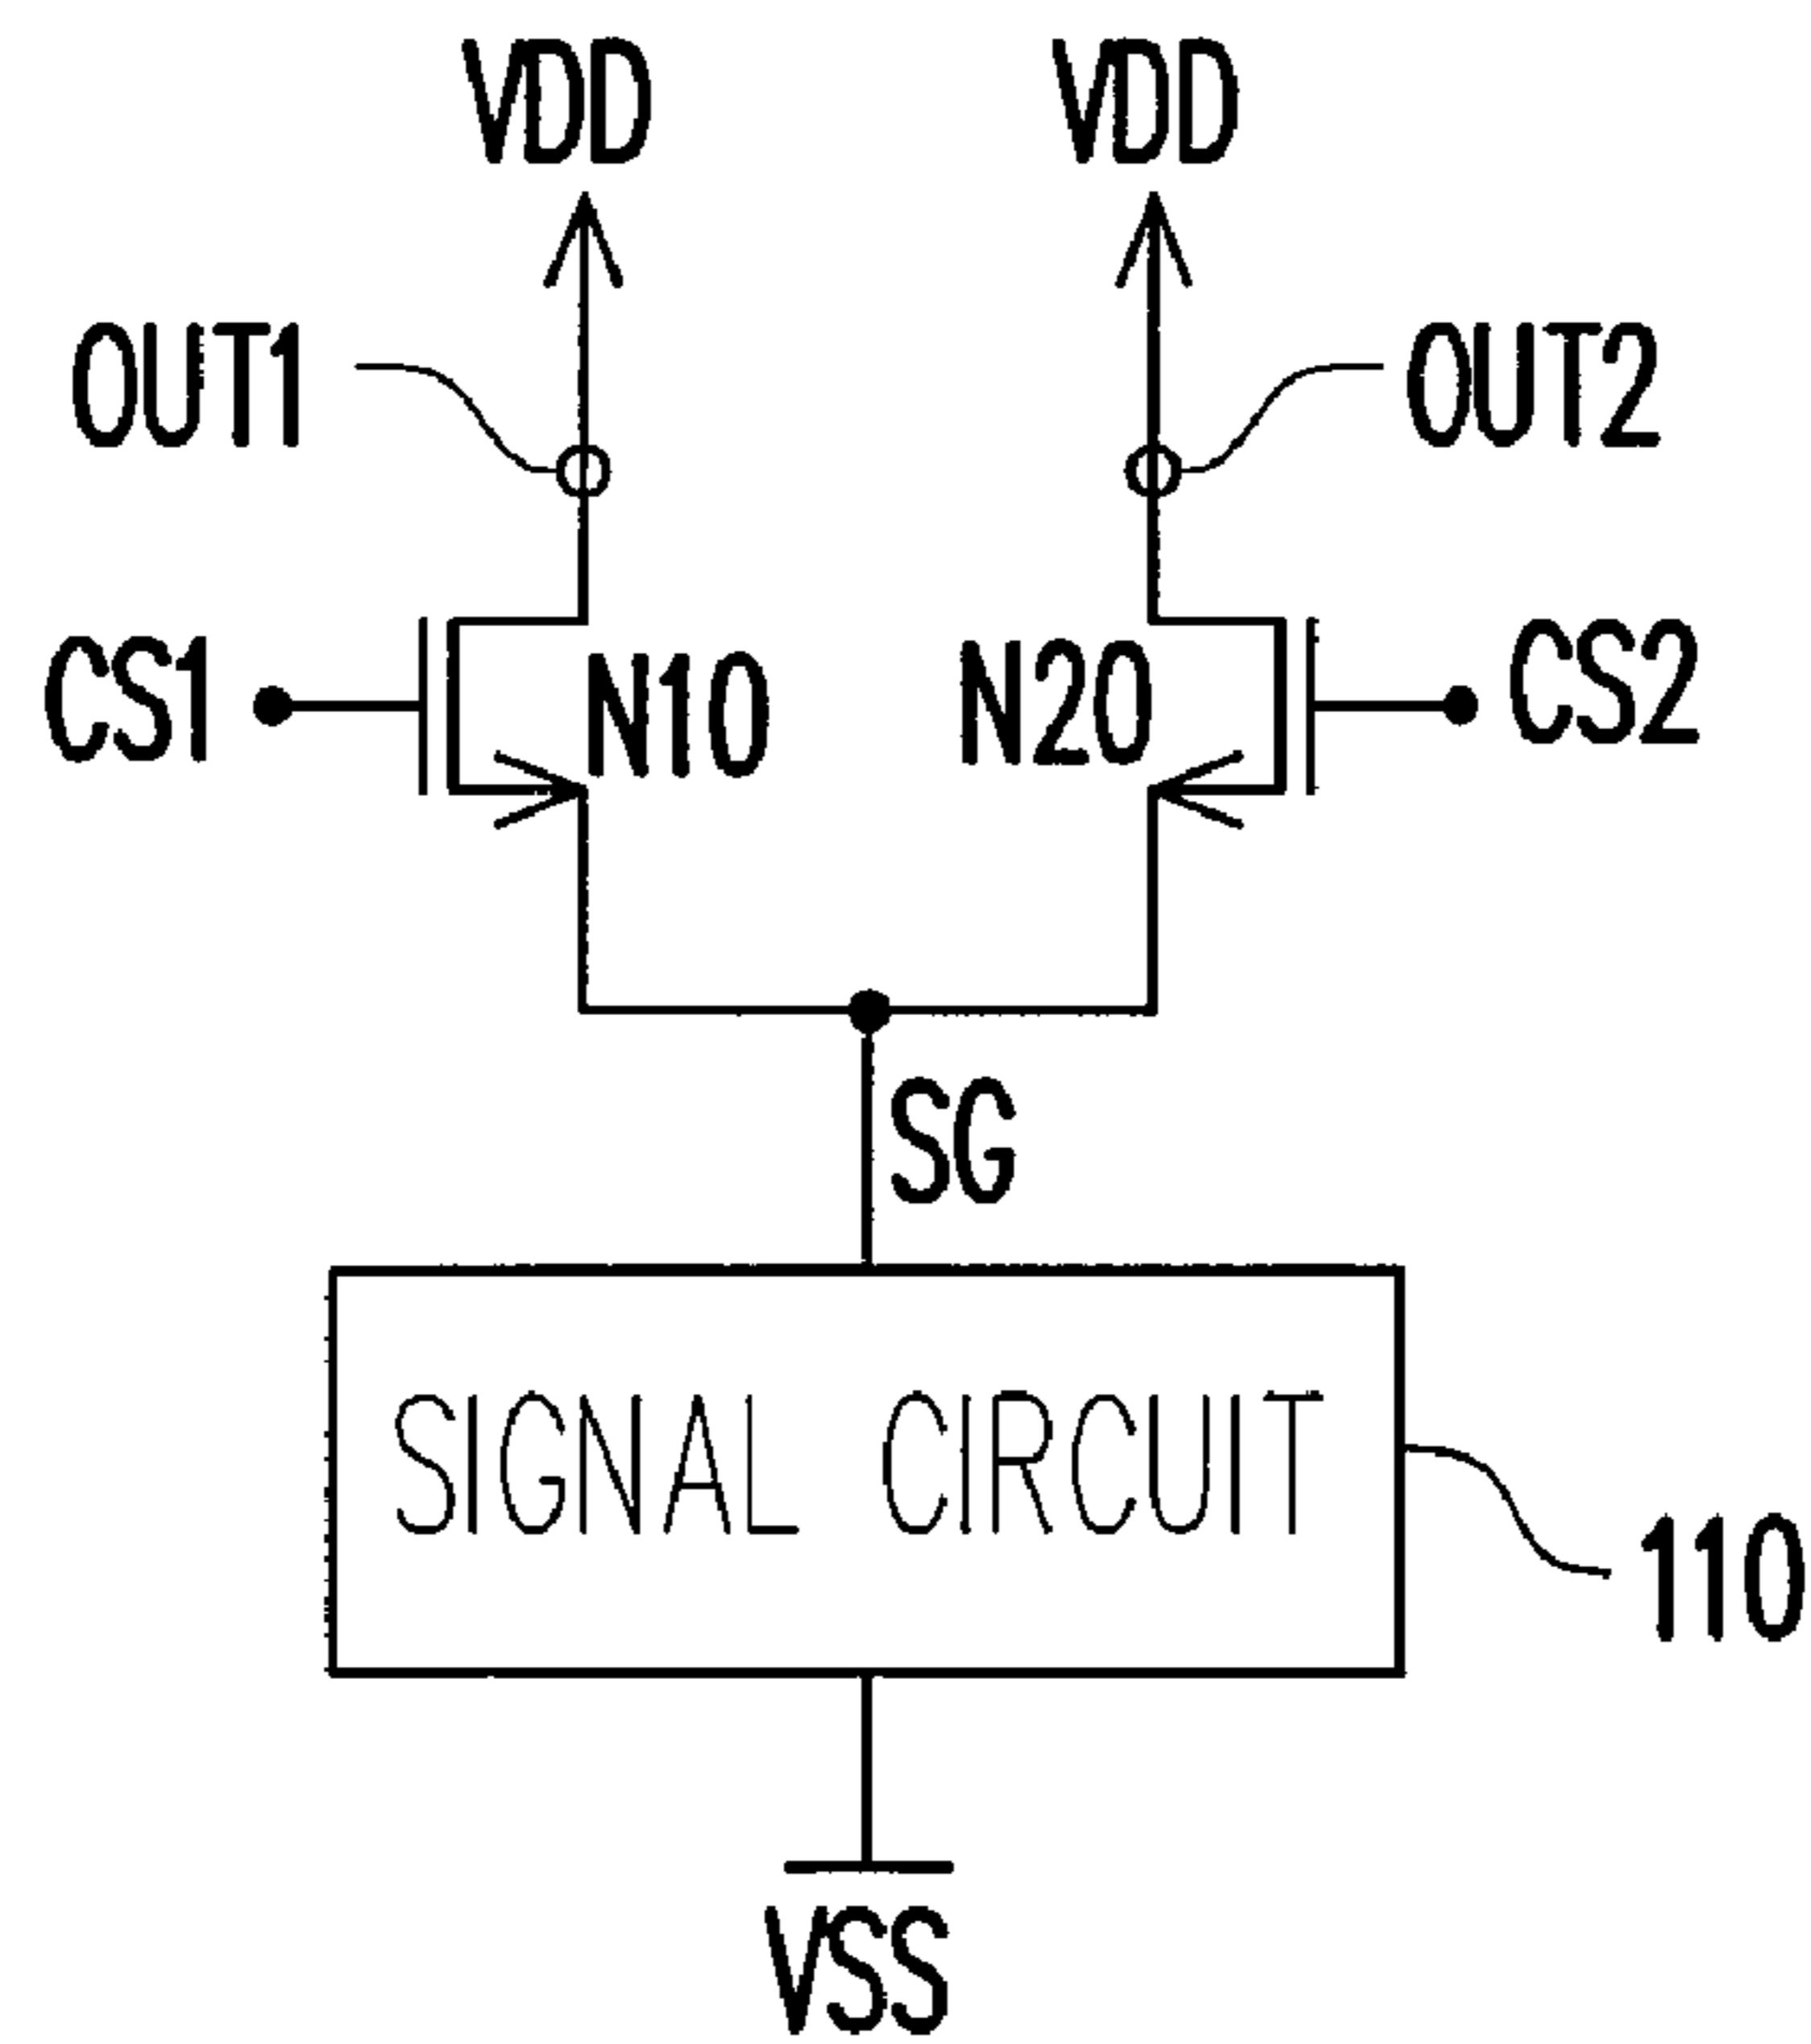 VDD VDD
OUT1 OUT2
CS1 N10 N20 CS2
SG
SIGNAL CIRCUIT
110
VSS